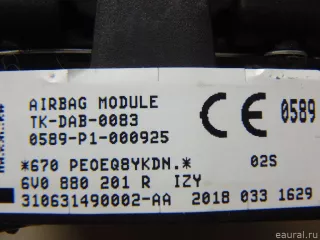 AIRBAG MODULE
TK-DAB-0083
0589-P1-000925
CE 0589
*670 PEOEQ8YKDN.* 02S
6V0 880 201 R IZY
310631490002-AA 2018 033 1629
eaural.ru